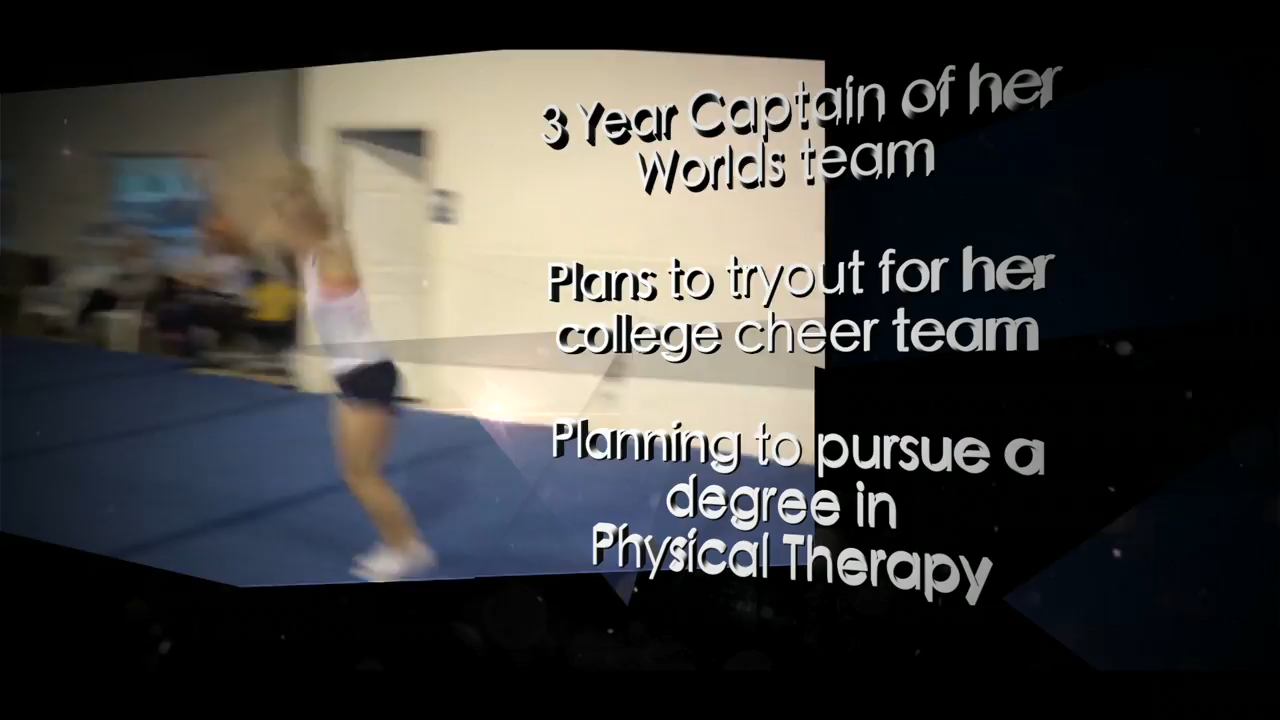 3 Year Captain of her
Worlds team
Plans to tryout for her
college cheer team
Planning to pursue a
degree in
Physical Therapy